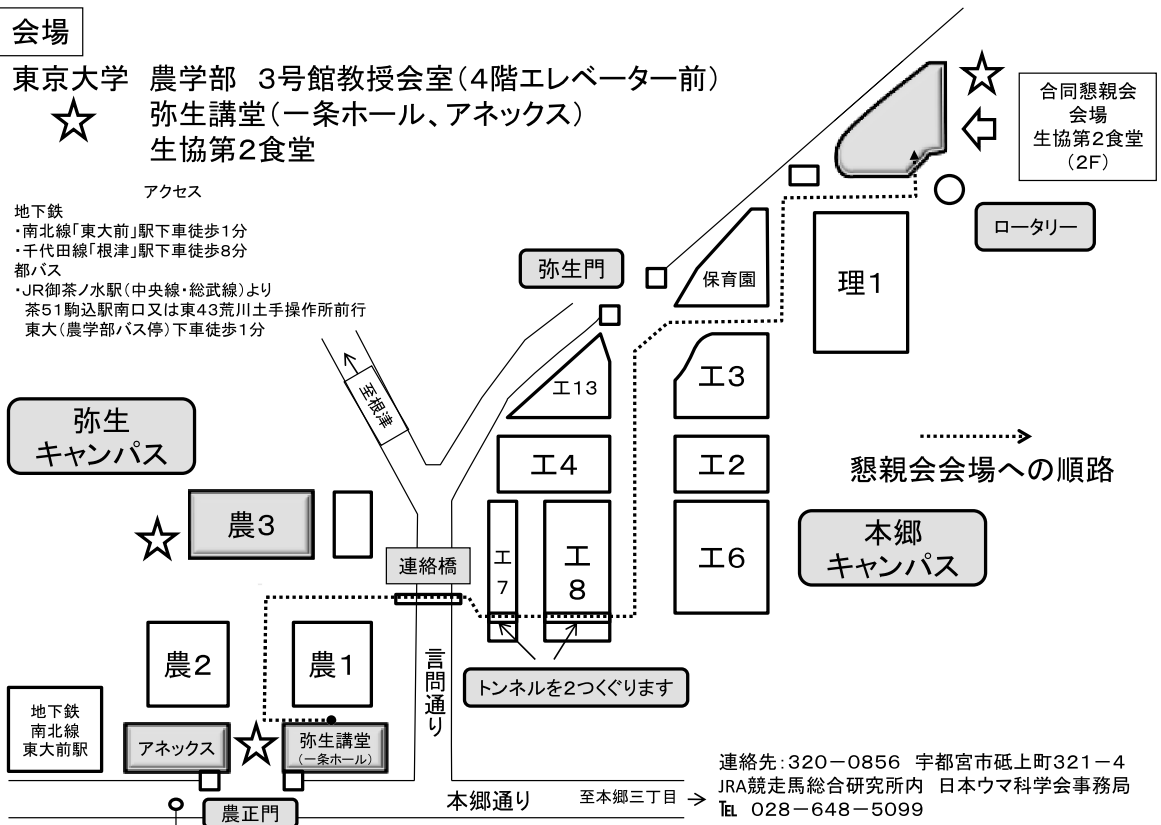 会場
東京大学　農学部　３号館教授会室（４階エレベーター前）
弥生講堂（一条ホール、アネックス）
生協第２食堂
アクセス
地下鉄
・南北線「東大前」駅下車徒歩１分
・千代田線「根津」駅下車徒歩８分
都バス
・JR御茶ノ水駅（中央線・総武線）より
茶51駒込駅南口又は東43荒川土手操作所前行
東大（農学部バス停）下車徒歩１分
合同懇親会
会場
生協第２食堂
（２F）
ロータリー
弥生門
保育園
理１
工13
工３
至根津
弥生
キャンパス
工４
工２
懇親会会場への順路
農３
連絡橋
工
７
工
８
工６
本郷
キャンパス
農２
農１
言問通り
トンネルを２つくぐります
地下鉄
南北線
東大前駅
アネックス
弥生講堂
（一条ホール）
農正門
本郷通り
至本郷三丁目
連絡先：３２０－０８５６　宇都宮市砥上町３２１－４
JRA競走馬総合研究所内　日本ウマ科学会事務局
℡　０２８－６４８－５０９９